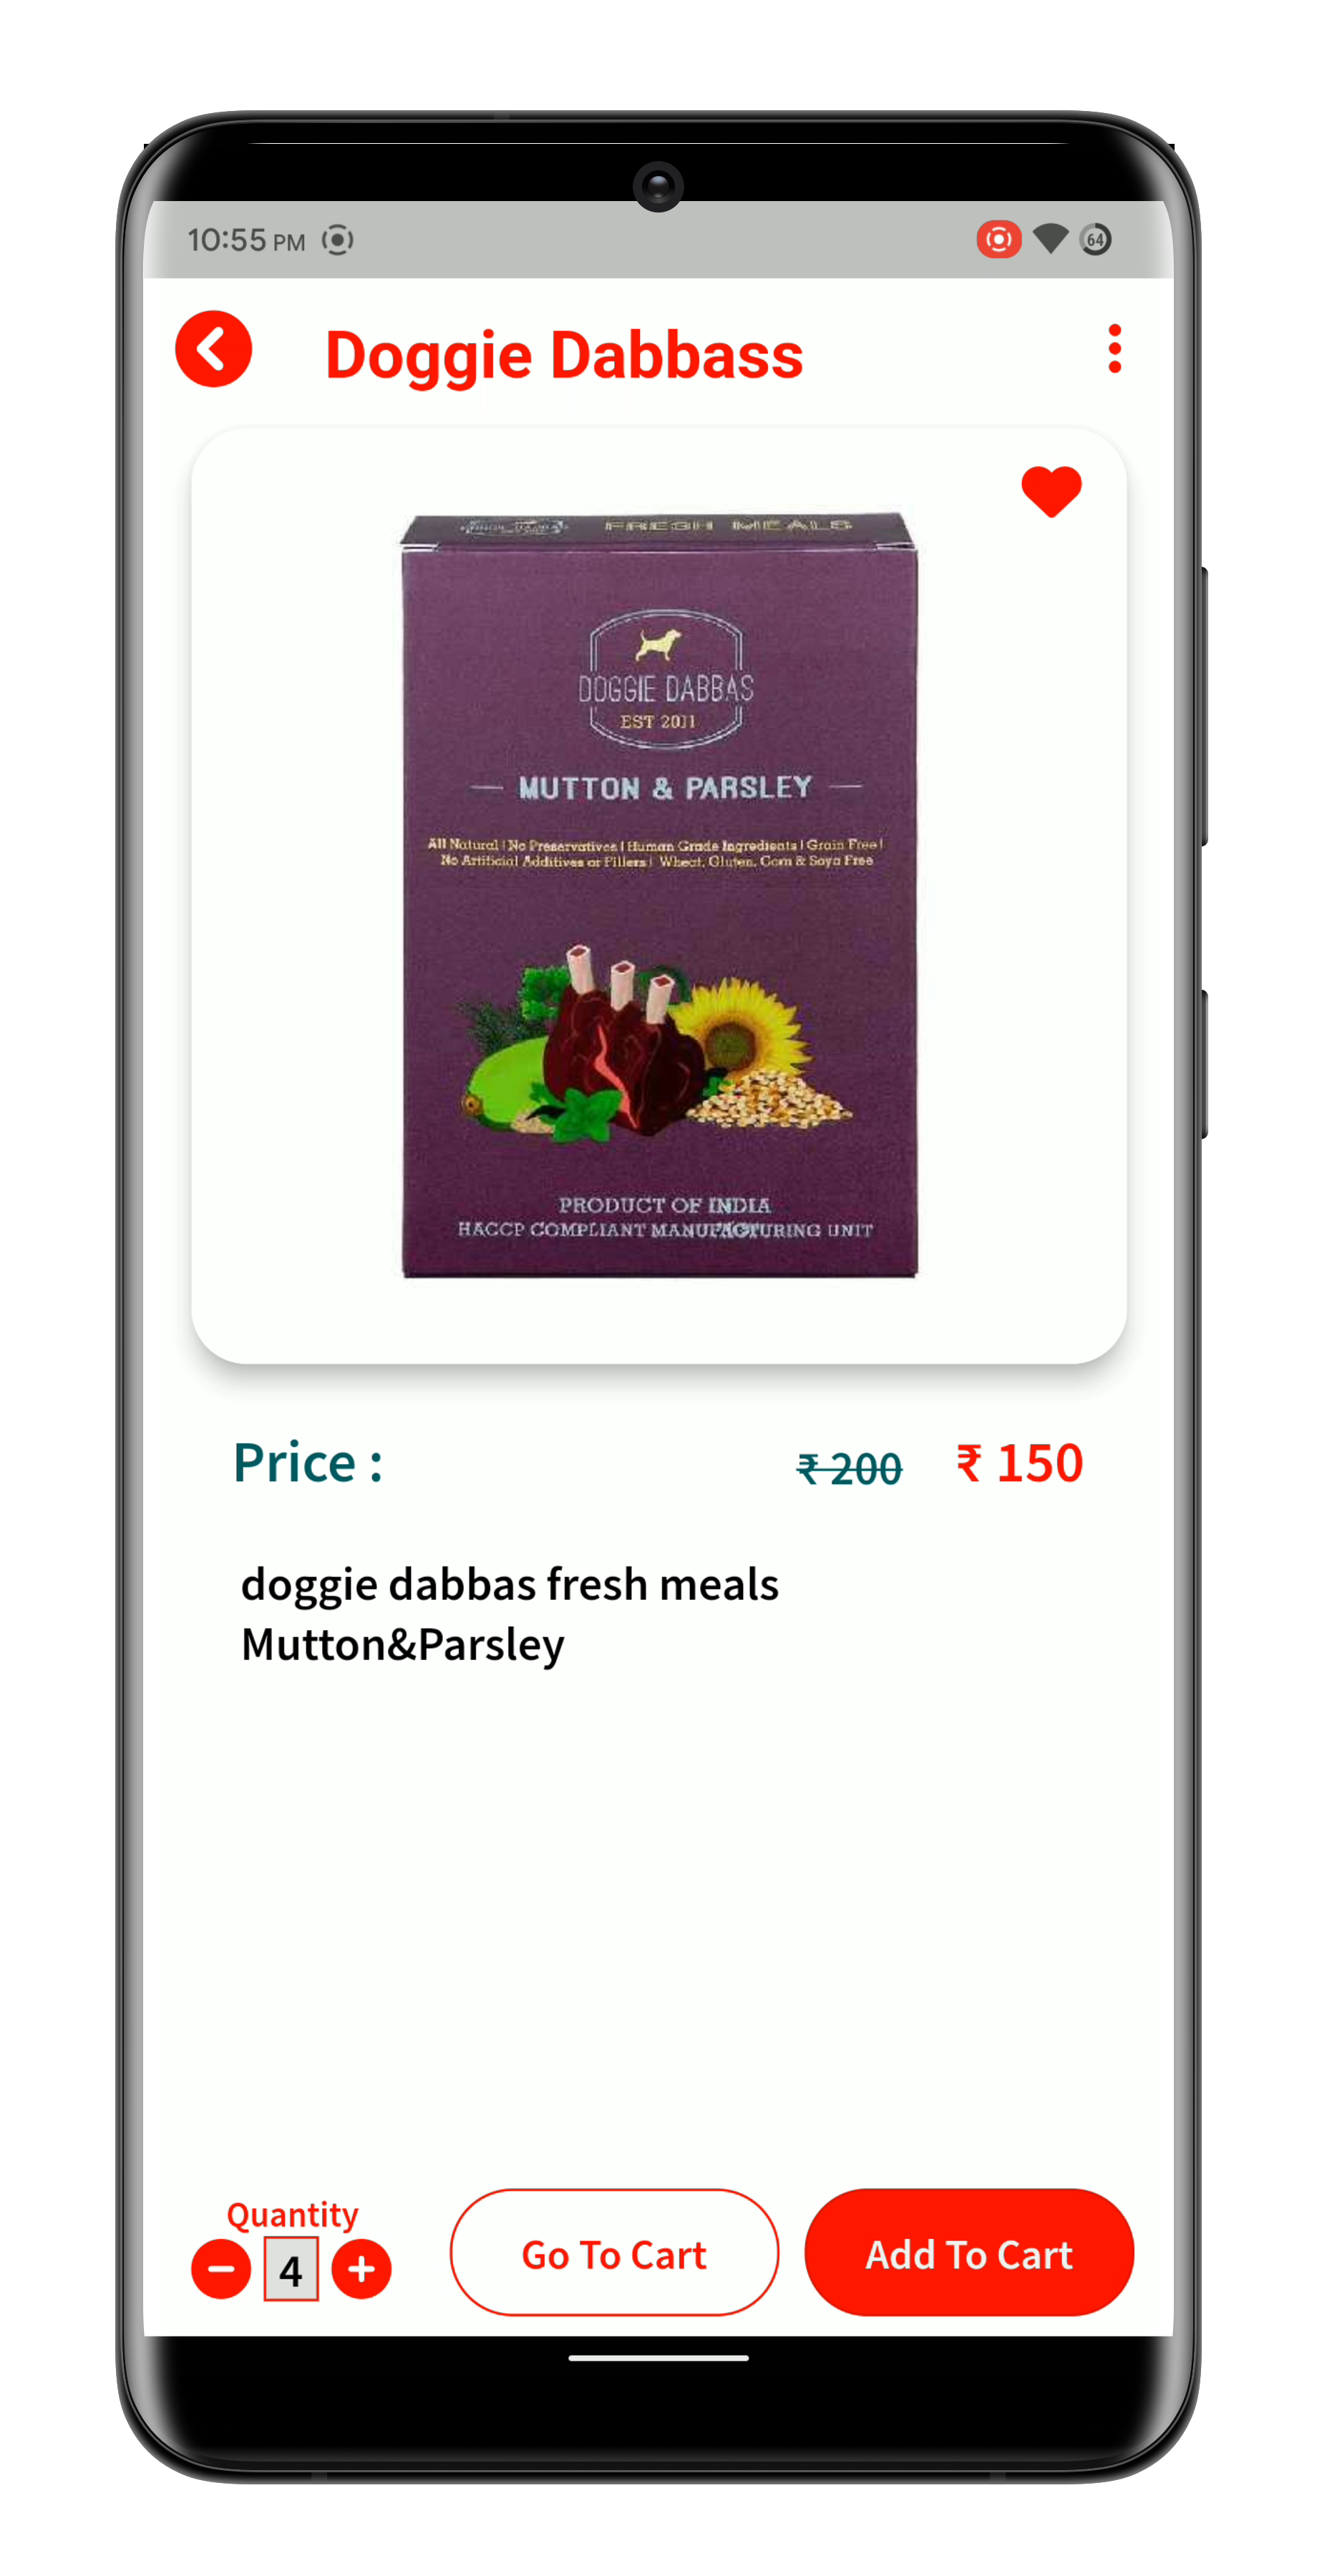 10:55 PM
64
Doggie Dabbass
FRESH MEALS
DOGGIE DABBAS
EST 2011
MUTTON & PARSLEY
All Natural | No Preservatives | Human Grade Ingredients | Grain Free |
No Artificial Additives or Fillers | Wheat, Gluten, Corn & Soya Free
PRODUCT OF INDIA
HACCP COMPLIANT MANUFACTURING UNIT
Price :
₹ 200 ₹ 150
doggie dabbas fresh meals
Mutton&Parsley
Quantity
4
Go To Cart
Add To Cart